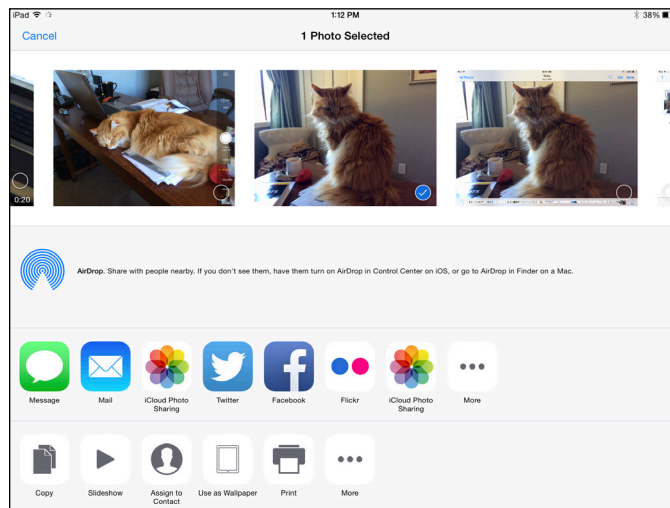 iPad 1:12 PM 38%
Cancel 1 Photo Selected
0:20
AirDrop. Share with people nearby. If you don't see them, have them turn on AirDrop in Control Center on iOS, or go to AirDrop in Finder on a Mac.
Message Mail iCloud Photo Sharing Twitter Facebook Flickr iCloud Photo Sharing More
Copy Slideshow Assign to Contact Use as Wallpaper Print More